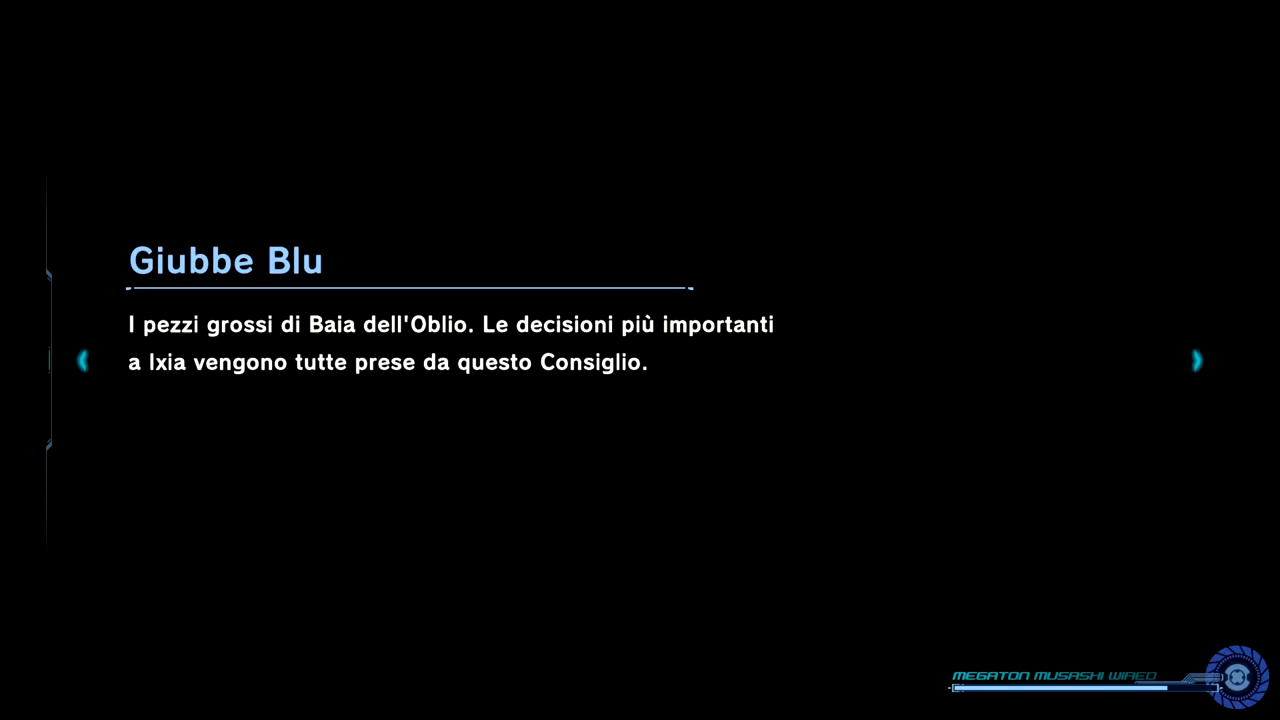 Giubbe Blu
I pezzi grossi di Baia dell'Oblio. Le decisioni più importanti
a Ixia vengono tutte prese da questo Consiglio.
MEGATON MUSASHI WIRED